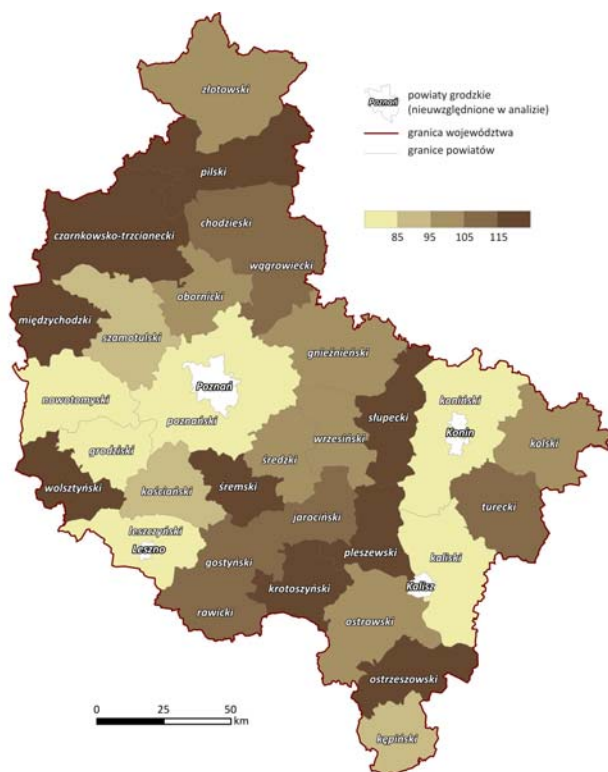 złotowski
Poznań
powiaty grodzkie
(nieuwzględnione w analizie)
granica województwa
granice powiatów
pilski
85 95 105 115
czarnkowsko-trzcianecki
chodzieski
wągrowiecki
obornicki
międzychodzki
szamotulski
gnieźnieński
nowotomyski
Poznań
poznański
słupecki
koniński
Konin
kolski
grodziski
średzki
wrzesiński
wolsztyński
kościański
śremski
turecki
jarociński
leszczyński
Leszno
gostyński
pleszewski
kaliski
Kalisz
rawicki
krotoszyński
ostrowski
ostrzeszowski
kępiński
0 25 50
km